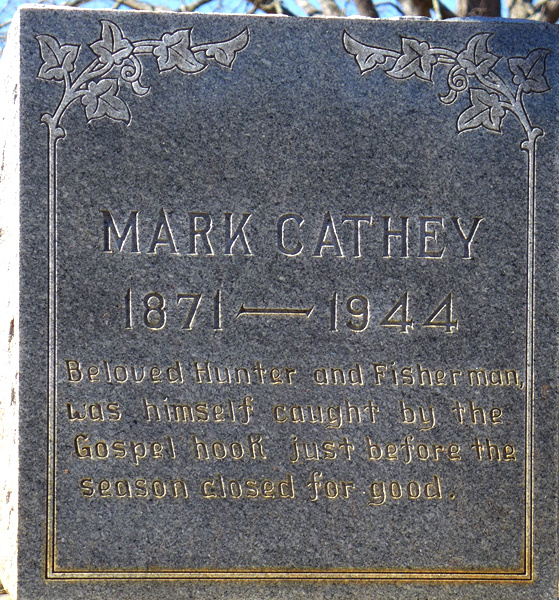 MARK CATHEY
1871 — 1944
Beloved Hunter and Fisherman,
was himself caught by the
Gospel hook just before the
season closed for good.